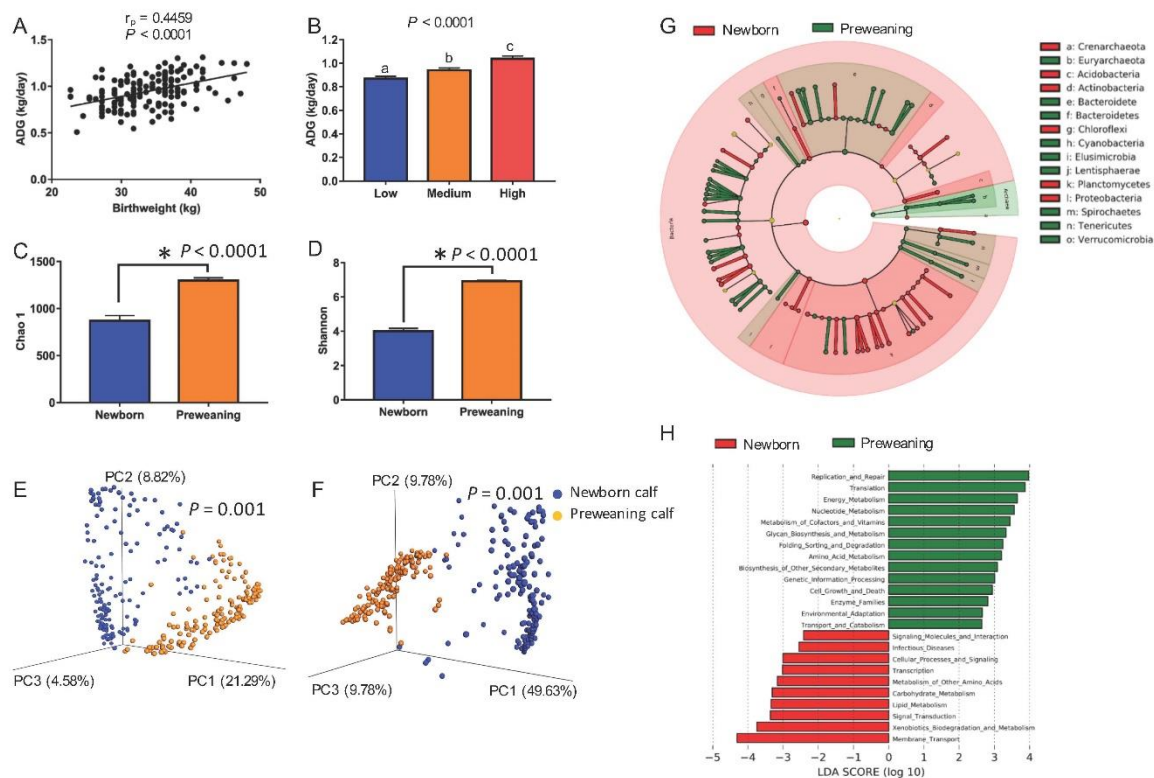 A
r_p = 0.4459
P < 0.0001
ADG (kg/day)
1.5
1.0
0.5
0.0
20 30 40 50
Birthweight (kg)
B
P < 0.0001
ADG (kg/day)
1.2
1.0
0.8
0.6
0.4
0.2
0.0
a b c
Low Medium High
C
* P < 0.0001
Chao 1
1500
1000
500
0
Newborn Preweaning
D
* P < 0.0001
Shannon
8
6
4
2
0
Newborn Preweaning
E
PC2 (8.82%)
P = 0.001
PC3 (4.58%)
PC1 (21.29%)
F
PC2 (9.78%)
P = 0.001
Newborn calf
Preweaning calf
PC3 (9.78%)
PC1 (49.63%)
G
Newborn Preweaning
Bacteria
a: Crenarchaeota
b: Euryarchaeota
c: Acidobacteria
d: Actinobacteria
e: Bacteroidete
f: Bacteroidetes
g: Chloroflexi
h: Cyanobacteria
i: Elusimicrobia
j: Lentisphaerae
k: Planctomycetes
l: Proteobacteria
m: Spirochaetes
n: Tenericutes
o: Verrucomicrobia
H
Newborn Preweaning
Replication_and_Repair
Translation
Energy_Metabolism
Nucleotide_Metabolism
Metabolism_of_Cofactors_and_Vitamins
Glycan_Biosynthesis_and_Metabolism
Folding_Sorting_and_Degradation
Amino_Acid_Metabolism
Biosynthesis_of_Other_Secondary_Metabolites
Genetic_Information_Processing
Cell_Growth_and_Death
Enzyme_Families
Environmental_Adaptation
Transport_and_Catabolism
Signaling_Molecules_and_Interaction
Infectious_Diseases
Cellular_Processes_and_Signaling
Transcription
Metabolism_of_Other_Amino_Acids
Carbohydrate_Metabolism
Lipid_Metabolism
Signal_Transduction
Xenobiotics_Biodegradation_and_Metabolism
Membrane_Transport
−5 −4 −3 −2 −1 0 1 2 3 4
LDA SCORE (log 10)